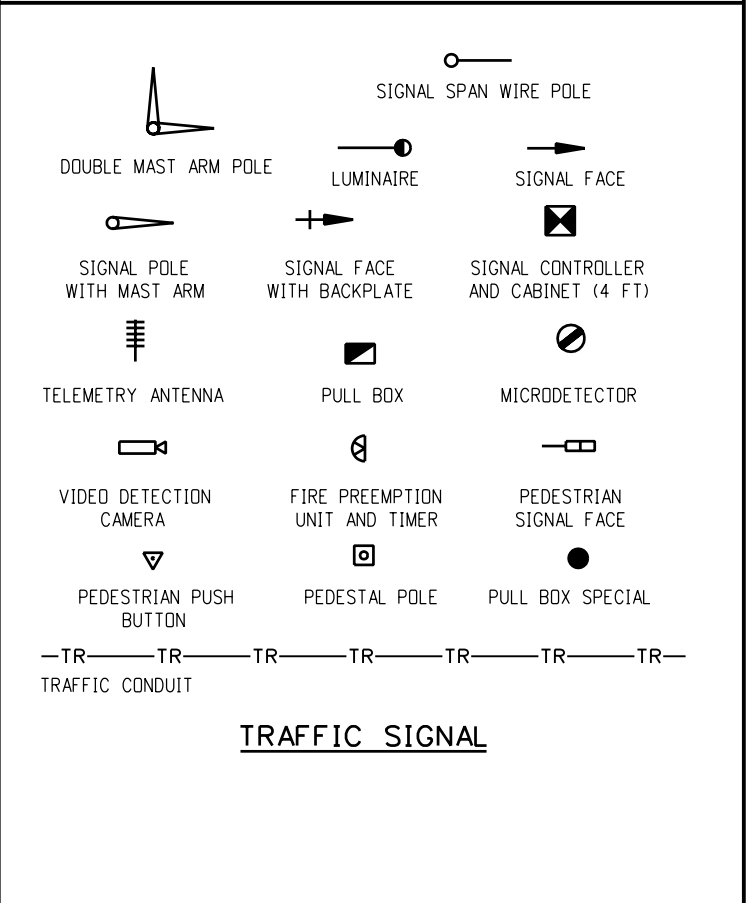 SIGNAL SPAN WIRE POLE
DOUBLE MAST ARM POLE
LUMINAIRE
SIGNAL FACE
SIGNAL POLE
WITH MAST ARM
SIGNAL FACE
WITH BACKPLATE
SIGNAL CONTROLLER
AND CABINET (4 FT)
TELEMETRY ANTENNA
PULL BOX
MICRODETECTOR
VIDEO DETECTION
CAMERA
FIRE PREEMPTION
UNIT AND TIMER
PEDESTRIAN
SIGNAL FACE
PEDESTRIAN PUSH
BUTTON
PEDESTAL POLE
PULL BOX SPECIAL
TR TR TR TR TR TR TR
TRAFFIC CONDUIT
TRAFFIC SIGNAL